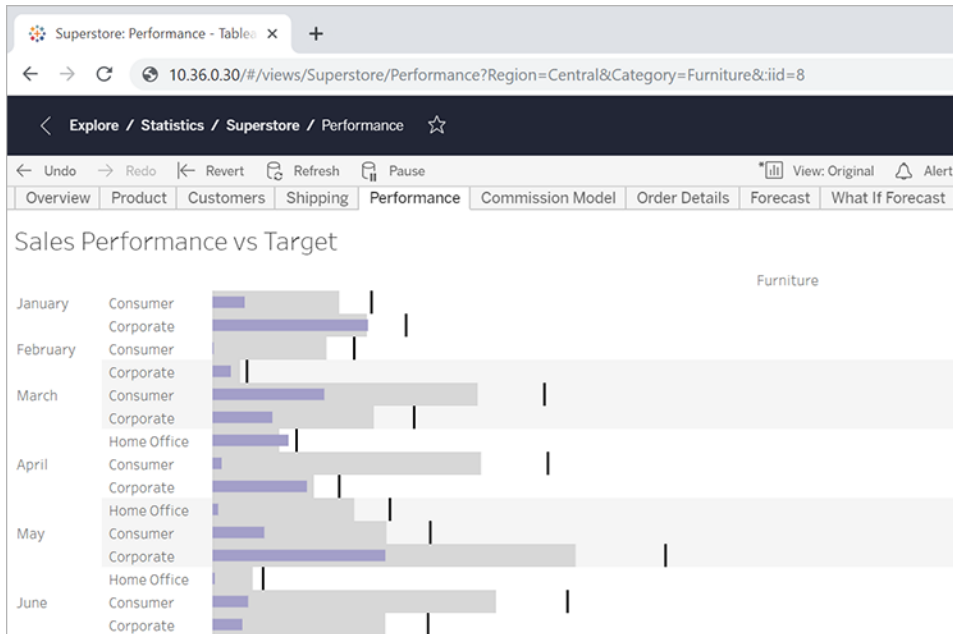 Superstore: Performance - Tablea
10.36.0.30/#/views/Superstore/Performance?Region=Central&Category=Furniture&:iid=8
Explore / Statistics / Superstore / Performance
Undo Redo Revert Refresh Pause View: Original Alert
Overview Product Customers Shipping Performance Commission Model Order Details Forecast What If Forecast
Sales Performance vs Target
Furniture
January Consumer
Corporate
February Consumer
Corporate
March Consumer
Corporate
Home Office
April Consumer
Corporate
Home Office
May Consumer
Corporate
Home Office
June Consumer
Corporate